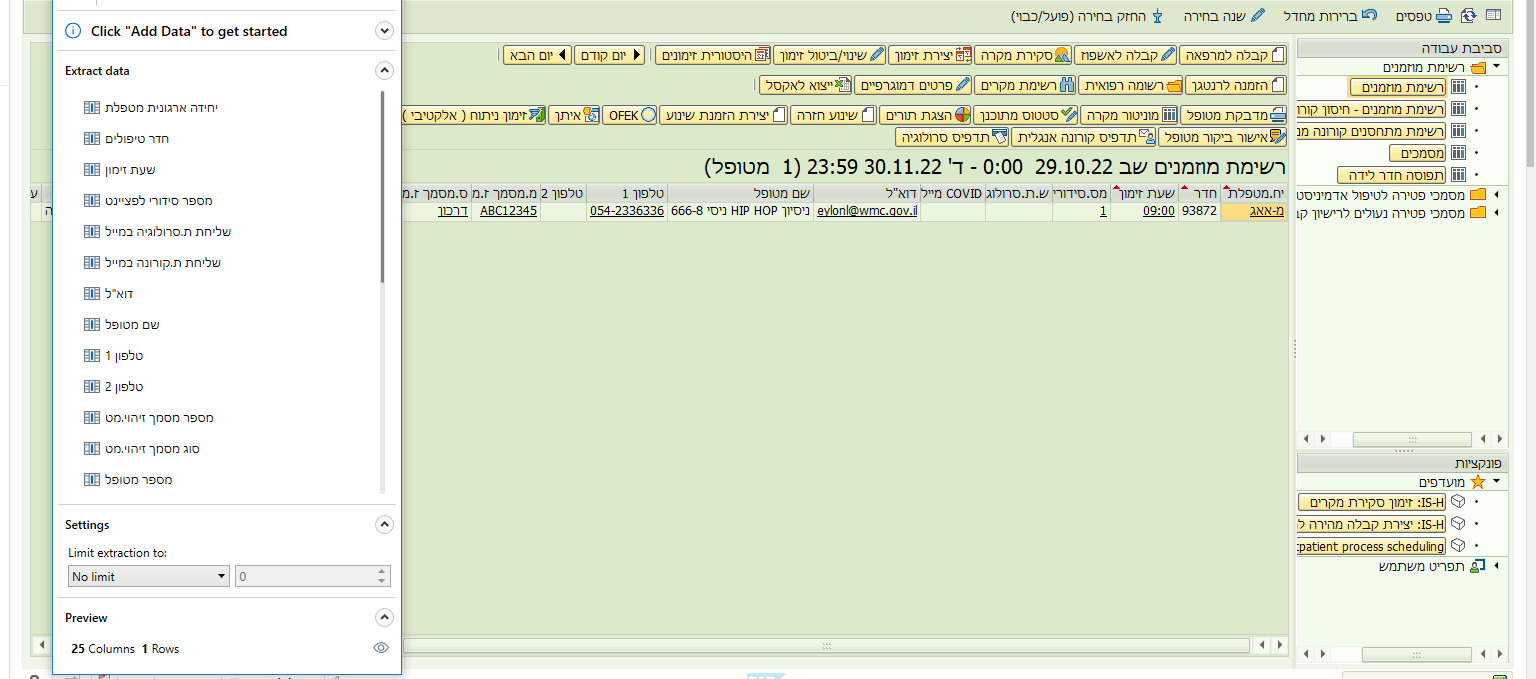 Click "Add Data" to get started
Extract data
יחידה ארגונית מטפלת
חדר טיפולים
שעת זימון
מספר סידורי לפציינט
שליחת ת.סרולוגיה במייל
שליחת ת.קורונה במייל
דוא"ל
שם מטופל
טלפון 1
טלפון 2
מספר מסמך זיהוי.מט
סוג מסמך זיהוי.מט
מספר מטופל
Settings
Limit extraction to:
No limit 0
Preview
25 Columns 1 Rows
טפסים ברירות מחדל שנה בחירה החזק בחירה (פועל/כבוי)
קבלה למרפאה קבלה לאשפוז סקירת מקרה יצירת זימון שינוי/ביטול זימון היסטורית זימונים יום קודם יום הבא
הזמנה לרנטגן רשומה רפואית רשימת מקרים פרטים דמוגרפיים ייצוא לאקסל
מדבקת מטופל מוניטור מקרה סטטוס מתוכנן הצגת תורים שינוע חזרה יצירת הזמנת שינוע OFEK איתך זימון ניתוח ( אלקטיבי )
אישור ביקור מטופל תדפיס קורונה אנגלית תדפיס סרולוגיה
רשימת מוזמנים שב 29.10.22 0:00 - ד' 30.11.22 23:59 (1 מטופל)
יח.מטפלת חדר שעת זימון מס.סידורי ש.ת.סרולוג COVID מייל דוא"ל שם מטופל טלפון 1 טלפון 2 מ.מסמך ז.מ ס.מסמך ז.מ
מ-אאג 93872 09:00 1 eylonl@wmc.gov.il ניסיון HIP HOP ניסי 666-8 054-2336336 ABC12345 דרכון
סביבת עבודה
רשימת מוזמנים
רשימת מוזמנים
רשימת מוזמנים - חיסון קורו
רשימת מתחסנים קורונה מנ
מסמכים
תפוסה חדר לידה
מסמכי פטירה לטיפול אדמיניסט
מסמכי פטירה נעולים לרישיון קב
פונקציות
מועדפים
IS-H: זימון סקירת מקרים
IS-H: יצירת קבלה מהירה ל
tpatient process scheduling
תפריט משתמש